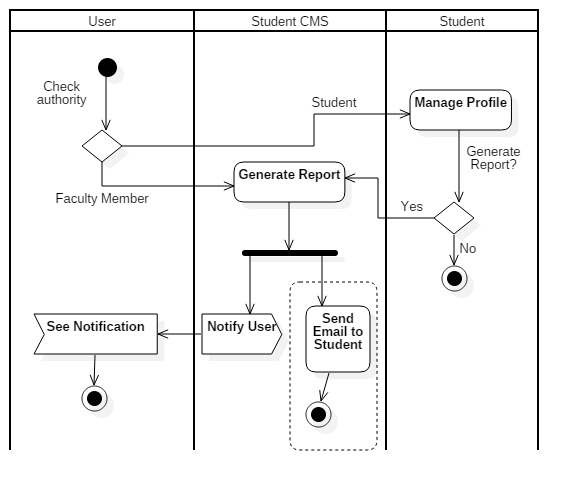 User
Student CMS
Student
Check
authority
Student
Manage Profile
Generate
Report?
Generate Report
Faculty Member
Yes
No
See Notification
Notify User
Send
Email to
Student